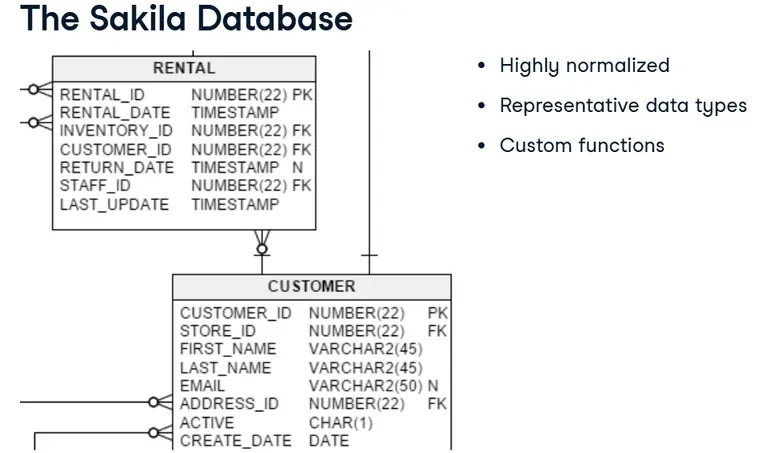 The Sakila Database
RENTAL
RENTAL_ID NUMBER(22) PK
RENTAL_DATE TIMESTAMP
INVENTORY_ID NUMBER(22) FK
CUSTOMER_ID NUMBER(22) FK
RETURN_DATE TIMESTAMP N
STAFF_ID NUMBER(22) FK
LAST_UPDATE TIMESTAMP
CUSTOMER
CUSTOMER_ID NUMBER(22) PK
STORE_ID NUMBER(22) FK
FIRST_NAME VARCHAR2(45)
LAST_NAME VARCHAR2(45)
EMAIL VARCHAR2(50) N
ADDRESS_ID NUMBER(22) FK
ACTIVE CHAR(1)
CREATE_DATE DATE
• Highly normalized
• Representative data types
• Custom functions